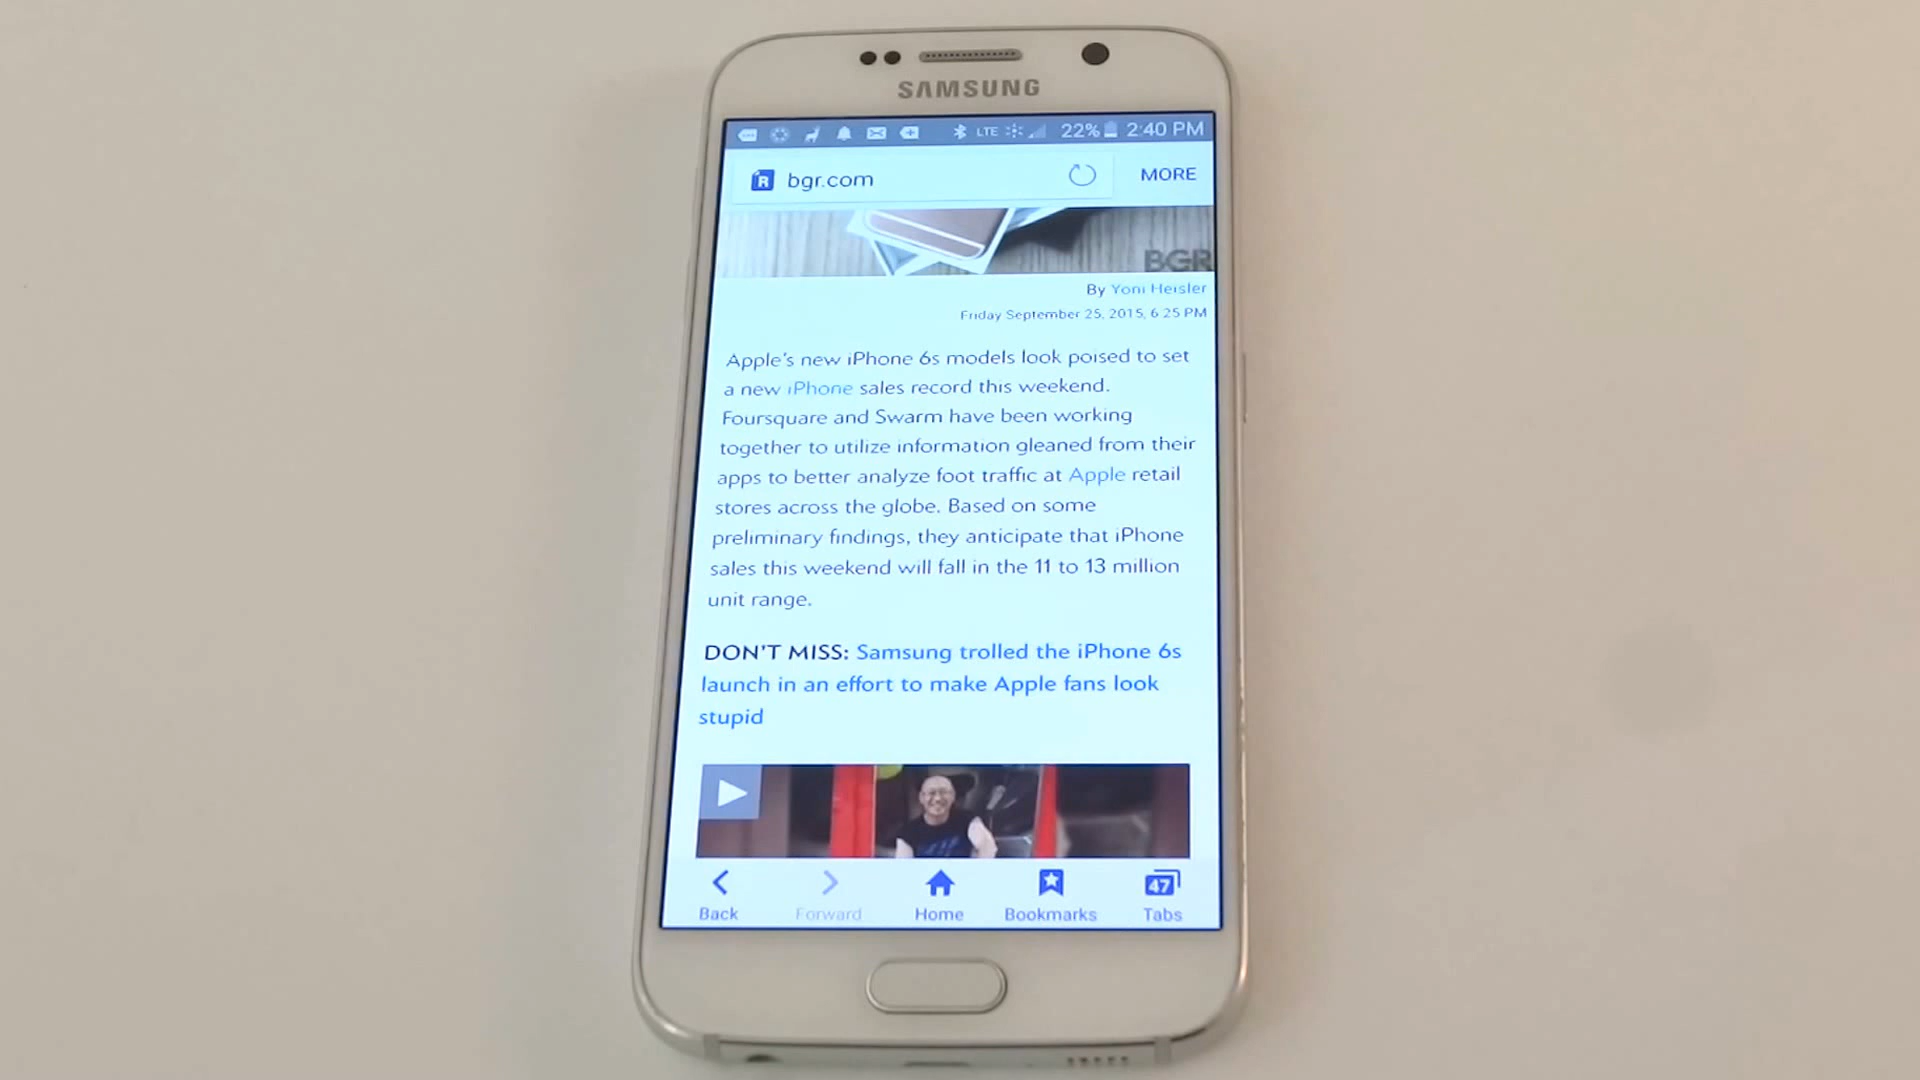 SAMSUNG
LTE 22% 2:40 PM
R bgr.com MORE
BGR
By Yoni Heisler
Friday September 25, 2015, 6:25 PM
Apple's new iPhone 6s models look poised to set
a new iPhone sales record this weekend.
Foursquare and Swarm have been working
together to utilize information gleaned from their
apps to better analyze foot traffic at Apple retail
stores across the globe. Based on some
preliminary findings, they anticipate that iPhone
sales this weekend will fall in the 11 to 13 million
unit range.
DON'T MISS: Samsung trolled the iPhone 6s
launch in an effort to make Apple fans look
stupid
47
Back Forward Home Bookmarks Tabs